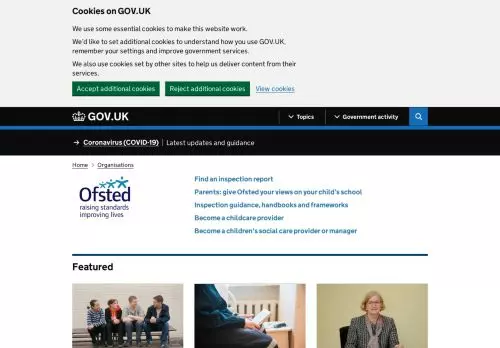 Cookies on GOV.UK
We use some essential cookies to make this website work.
We'd like to set additional cookies to understand how you use GOV.UK,
remember your settings and improve government services.
We also use cookies set by other sites to help us deliver content from their
services.
Accept additional cookies
Reject additional cookies
View cookies
GOV.UK
Topics
Government activity
Coronavirus (COVID-19)
Latest updates and guidance
Home
Organisations
Ofsted
raising standards
improving lives
Find an inspection report
Parents: give Ofsted your views on your child's school
Inspection guidance, handbooks and frameworks
Become a childcare provider
Become a children's social care provider or manager
Featured